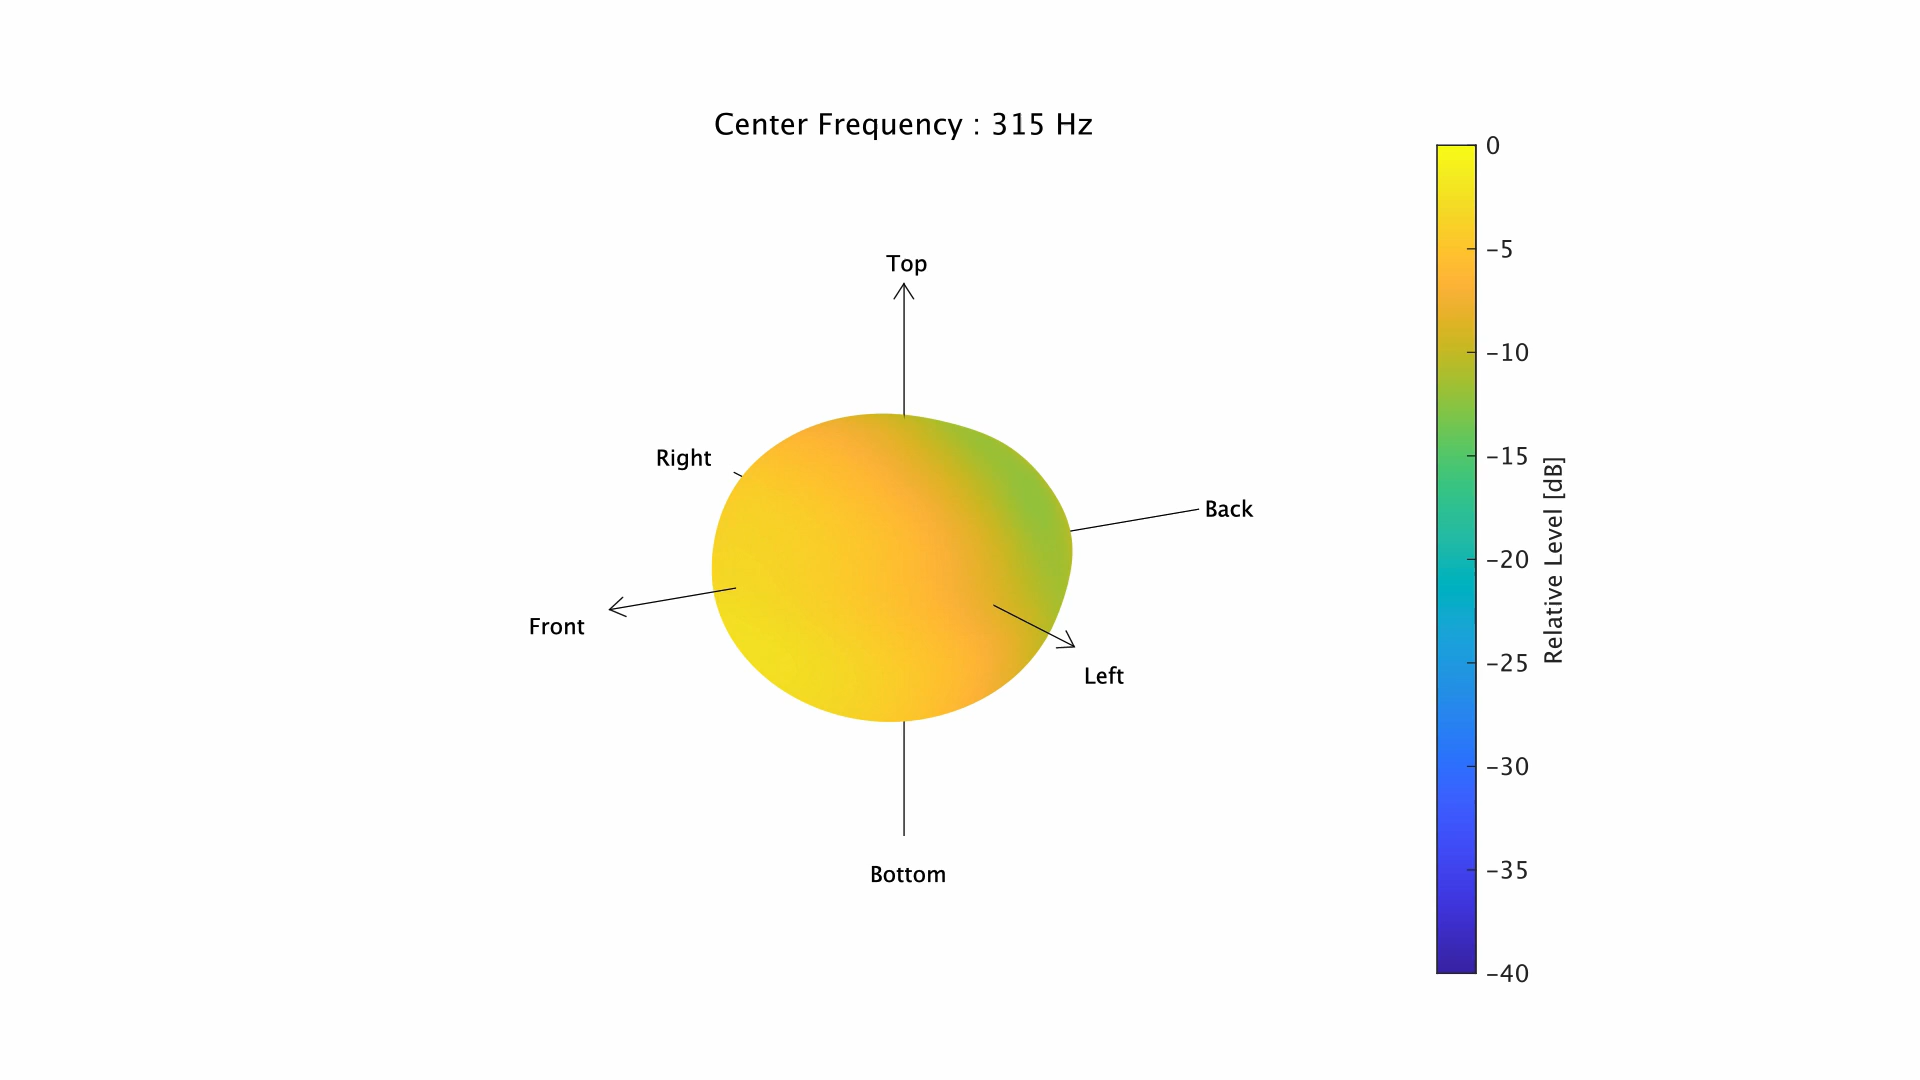 Center Frequency : 315 Hz
Top
Right
Back
Front
Left
Bottom
0
−5
−10
−15
−20
−25
−30
−35
−40
Relative Level [dB]